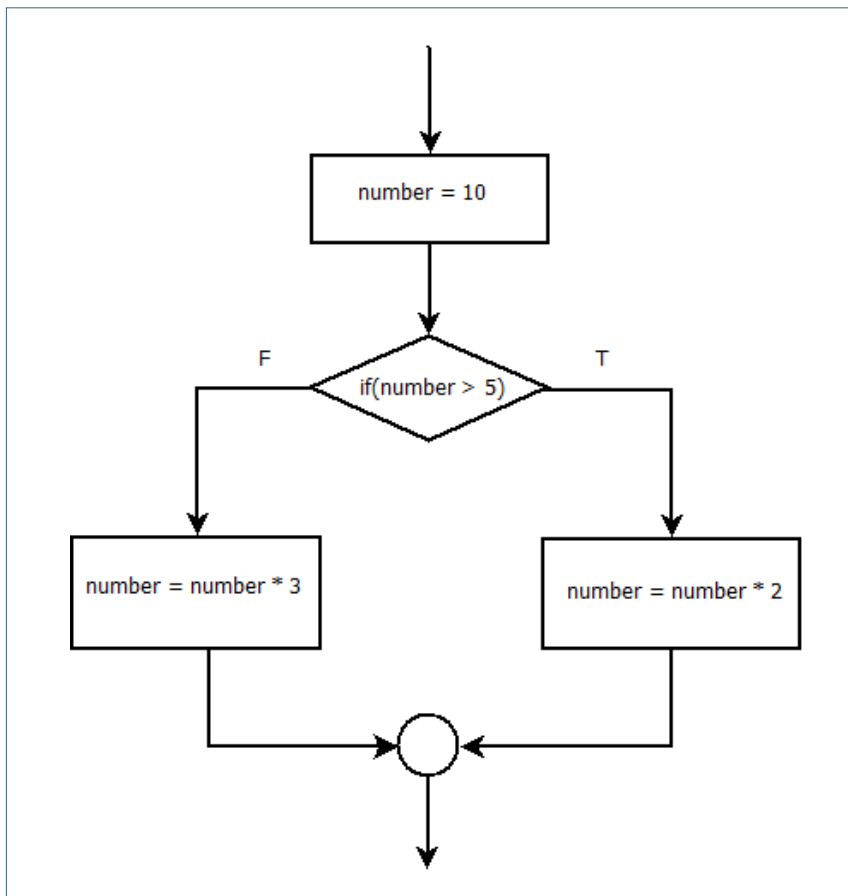 number = 10
F
T
if(number > 5)
number = number * 3
number = number * 2